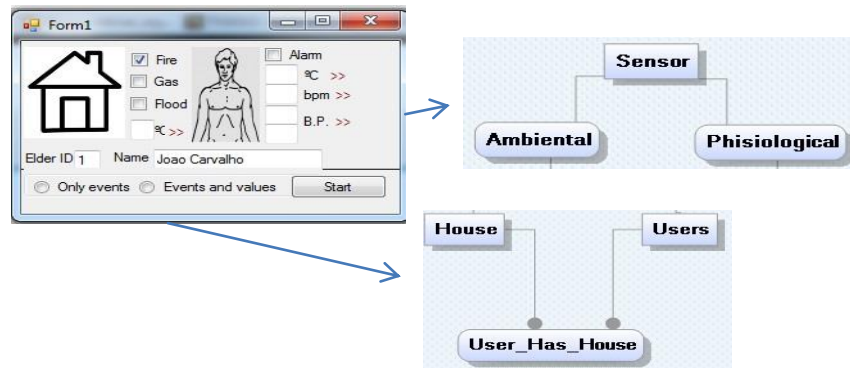 Form1
Fire
Gas
Flood
ºC >>
Alarm
ºC >>
bpm >>
B.P. >>
Elder ID 1 Name Joao Carvalho
Only events Events and values Start
Sensor
Ambiental Phisiological
House Users
User_Has_House